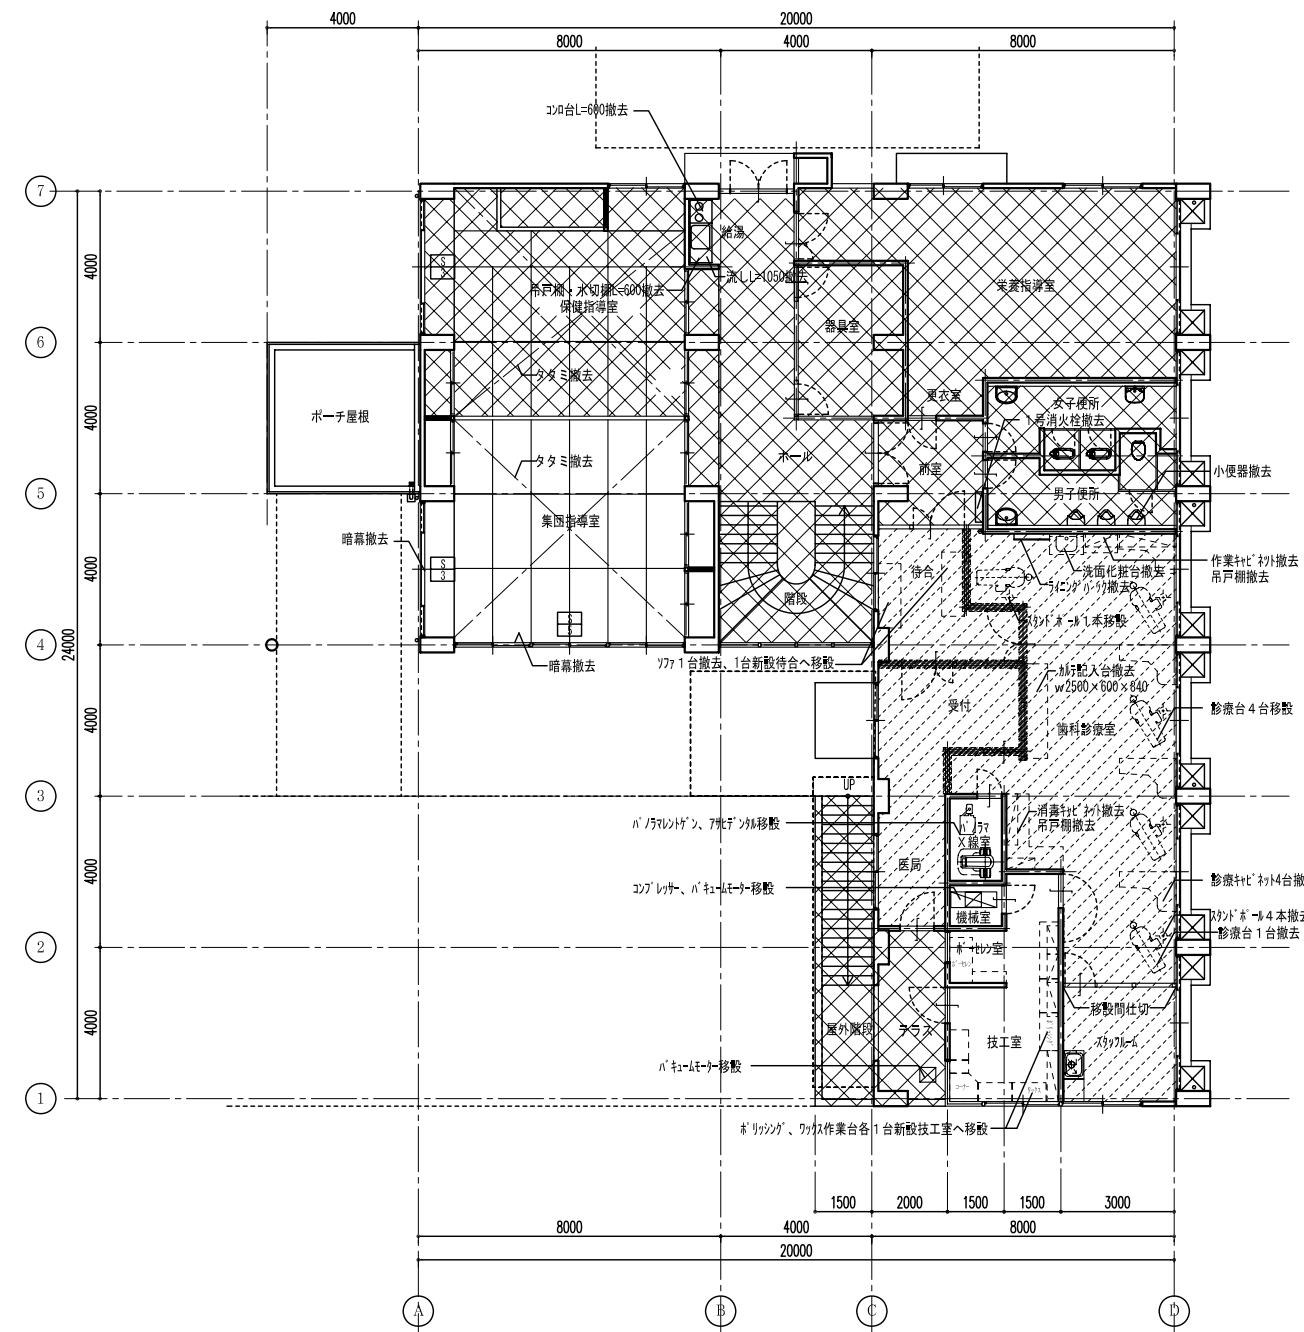 4000
20000
8000
4000
8000
コンロ台L=600撤去
7
給湯
流しL=1050撤去
吊戸棚・水切棚L=600撤去
保健指導室
栄養指導室
器具室
4000
6
タタミ撤去
ポーチ屋根
更衣室
女子便所
1号消火栓撤去
4000
タタミ撤去
ホール
前室
小便器撤去
5
男子便所
集団指導室
暗幕撤去
待合
作業キャビネット撤去
吊戸棚撤去
洗面化粧台撤去
4000
階段
スタンドポール1本移設
4
24000
ソファ1台撤去、1台新設待合へ移設
暗幕撤去
カルテ記入台撤去
w2500×600×840
受付
診療台4台移設
歯科診療室
4000
UP
3
消毒キャビネット撤去
吊戸棚撤去
パノラマレントゲン、アサヒデンタル移設
パノラマ
X線室
医局
4000
コンプレッサー、バキュームモーター移設
診療キャビネット4台撤
機械室
スタンドポール4本撤去
診療台1台撤去
2
ポーセレン室
移設間仕切
4000
屋外階段
テラス
技工室
スタッフルーム
バキュームモーター移設
コーナー
ワックス
1
ポリッシング、ワックス作業台各1台新設技工室へ移設
1500
2000
1500
1500
3000
8000
4000
8000
20000
A
B
C
D